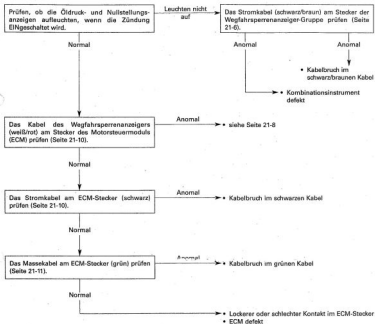 Prüfen, ob die Öldruck- und Nullstellungs-
anzeigen aufleuchten, wenn die Zündung
EINgeschaltet wird.
Leuchten nicht
auf
Das Stromkabel (schwarz/braun) am Stecker der
Wegfahrsperrenanzeiger-Gruppe prüfen (Seite
21-6).
Normal
Anomal
Anomal
• Kabelbruch im
schwarz/braunen Kabel
• Kombinationsinstrument
defekt
Das Kabel des Wegfahrsperrenanzeigers
(weiß/rot) am Stecker des Motorsteuermoduls
(ECM) prüfen (Seite 21-10).
Anomal
• siehe Seite 21-8
Normal
Das Stromkabel am ECM-Stecker (schwarz)
prüfen (Seite 21-10).
Anomal
• Kabelbruch im schwarzen Kabel
Normal
Das Massekabel am ECM-Stecker (grün) prüfen
(Seite 21-11).
Anomal
• Kabelbruch im grünen Kabel
Normal
• Lockerer oder schlechter Kontakt im ECM-Stecker
• ECM defekt